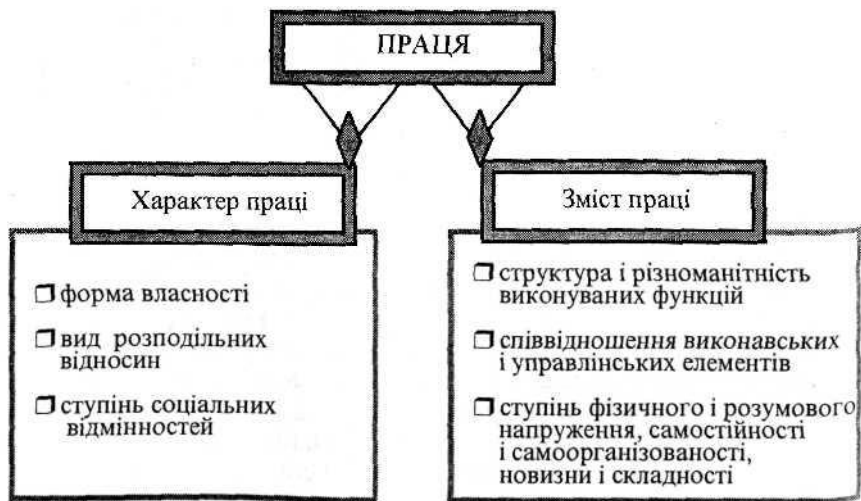 ПРАЦЯ
Характер праці
❒ форма власності
❒ вид розподільних
відносин
❒ ступінь соціальних
відмінностей
Зміст праці
❒ структура і різноманітність
виконуваних функцій
❒ співвідношення виконавських
і управлінських елементів
❒ ступінь фізичного і розумового
напруження, самостійності
і самоорганізованості,
новизни і складності